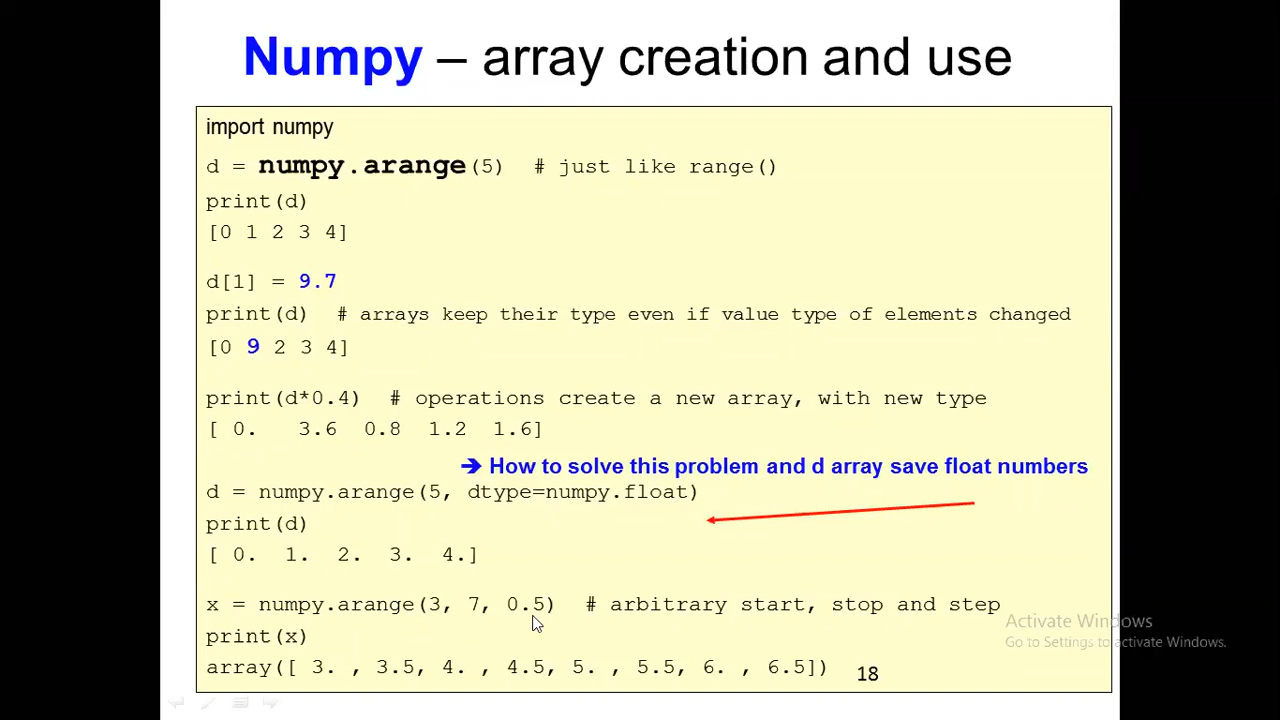 Numpy – array creation and use
import numpy
d = numpy.arange(5)  # just like range()
print(d)
[0 1 2 3 4]
d[1] = 9.7
print(d)  # arrays keep their type even if value type of elements changed
[0 9 2 3 4]
print(d*0.4)  # operations create a new array, with new type
[ 0.   3.6  0.8  1.2  1.6]
➔ How to solve this problem and d array save float numbers
d = numpy.arange(5, dtype=numpy.float)
print(d)
[ 0.  1.  2.  3.  4.]
x = numpy.arange(3, 7, 0.5)  # arbitrary start, stop and step
print(x)
array([ 3. , 3.5, 4. , 4.5, 5. , 5.5, 6. , 6.5])
18
Activate Windows
Go to Settings to activate Windows.